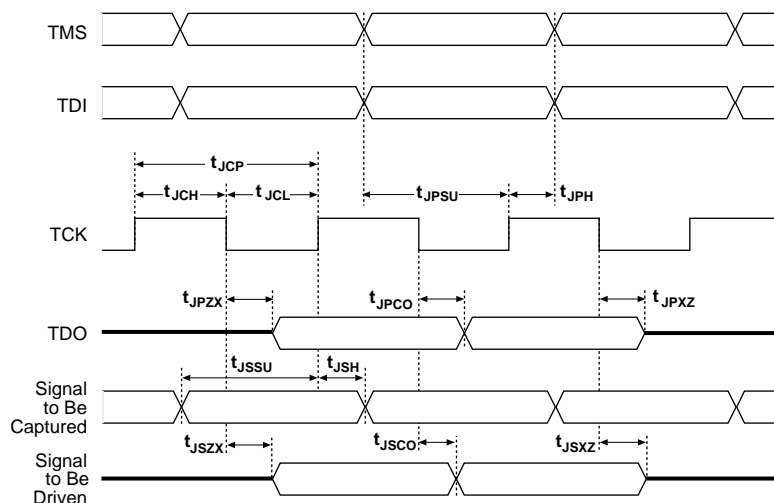 TMS
TDI
tJCP
tJCH
tJCL
tJPSU
tJPH
TCK
tJPZX
tJPCO
tJPXZ
TDO
tJSSU
tJSH
Signal
to Be
Captured
tJSZX
tJSCO
tJSXZ
Signal
to Be
Driven